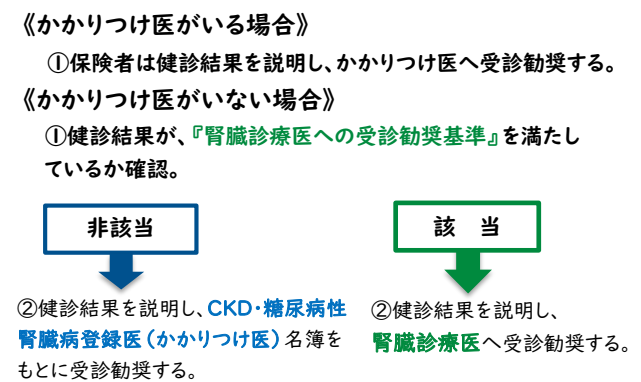 《かかりつけ医がいる場合》
①保険者は健診結果を説明し、かかりつけ医へ受診勧奨する。
《かかりつけ医がいない場合》
①健診結果が、『腎臓診療医への受診勧奨基準』を満たし
ているか確認。
非該当
②健診結果を説明し、CKD・糖尿病性
腎臓病登録医（かかりつけ医）名簿を
もとに受診勧奨する。
該　当
②健診結果を説明し、
腎臓診療医へ受診勧奨する。